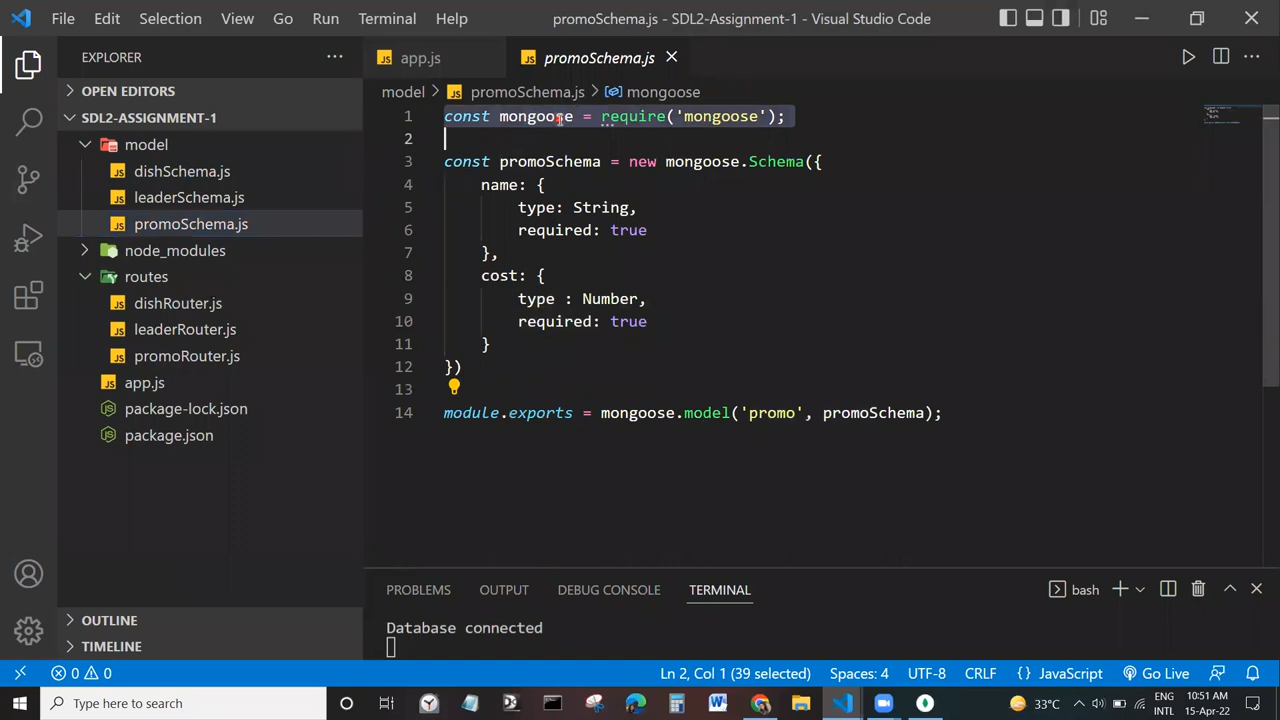 File Edit Selection View Go Run Terminal Help promoSchema.js - SDL2-Assignment-1 - Visual Studio Code
EXPLORER
OPEN EDITORS
SDL2-ASSIGNMENT-1
model
dishSchema.js
leaderSchema.js
promoSchema.js
node_modules
routes
dishRouter.js
leaderRouter.js
promoRouter.js
app.js
package-lock.json
package.json
OUTLINE
TIMELINE
app.js promoSchema.js
model > promoSchema.js > mongoose
1 const mongoose = require('mongoose');
2
3 const promoSchema = new mongoose.Schema({
4 name: {
5 type: String,
6 required: true
7 },
8 cost: {
9 type : Number,
10 required: true
11 }
12 })
13
14 module.exports = mongoose.model('promo', promoSchema);
PROBLEMS OUTPUT DEBUG CONSOLE TERMINAL bash
Database connected
0 0 Ln 2, Col 1 (39 selected) Spaces: 4 UTF-8 CRLF {} JavaScript Go Live
Type here to search 33°C ENG INTL 10:51 AM 15-Apr-22